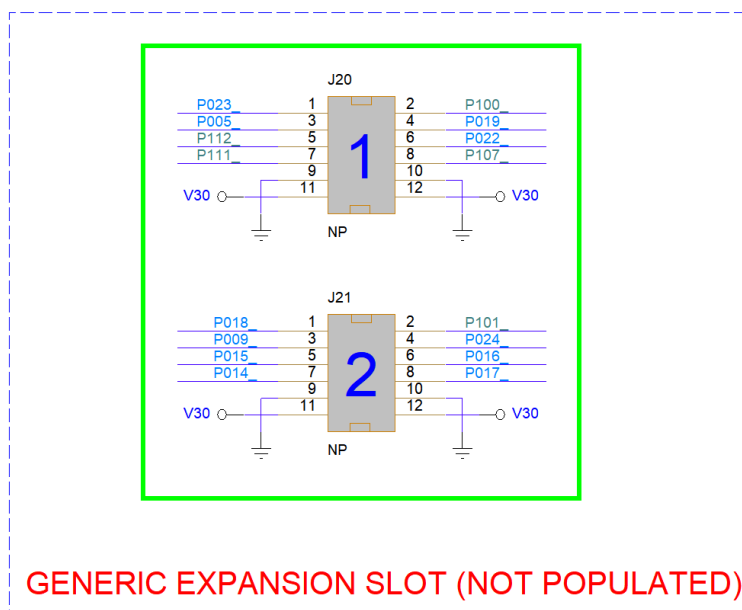 J20
P023_ 1 2 P100_
P005_ 3 4 P019_
P112_ 5 6 P022_
P111_ 7 8 P107_
9 10
V30 11 12 V30
1
NP
J21
P018_ 1 2 P101_
P009_ 3 4 P024_
P015_ 5 6 P016_
P014_ 7 8 P017_
9 10
V30 11 12 V30
2
NP
GENERIC EXPANSION SLOT (NOT POPULATED)